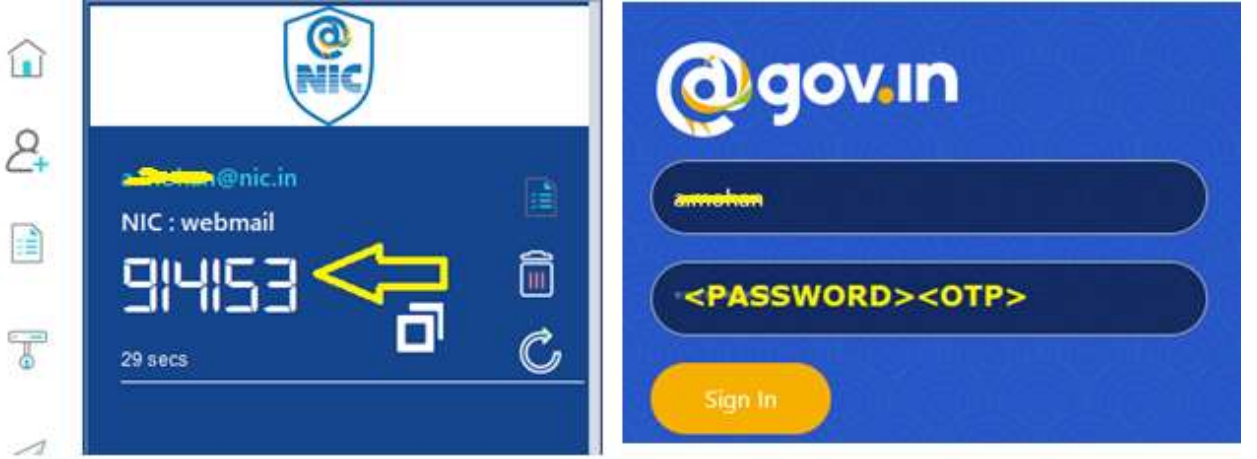 @
NIC
@nic.in
NIC : webmail
914153
29 secs
@gov.in
<PASSWORD><OTP>
Sign In